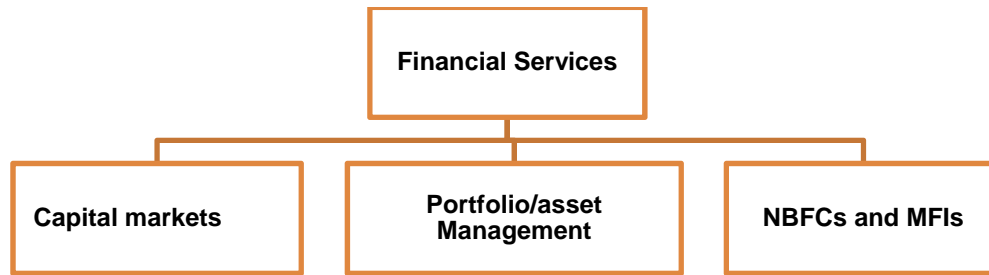 Financial Services
Capital markets
Portfolio/asset
Management
NBFCs and MFIs